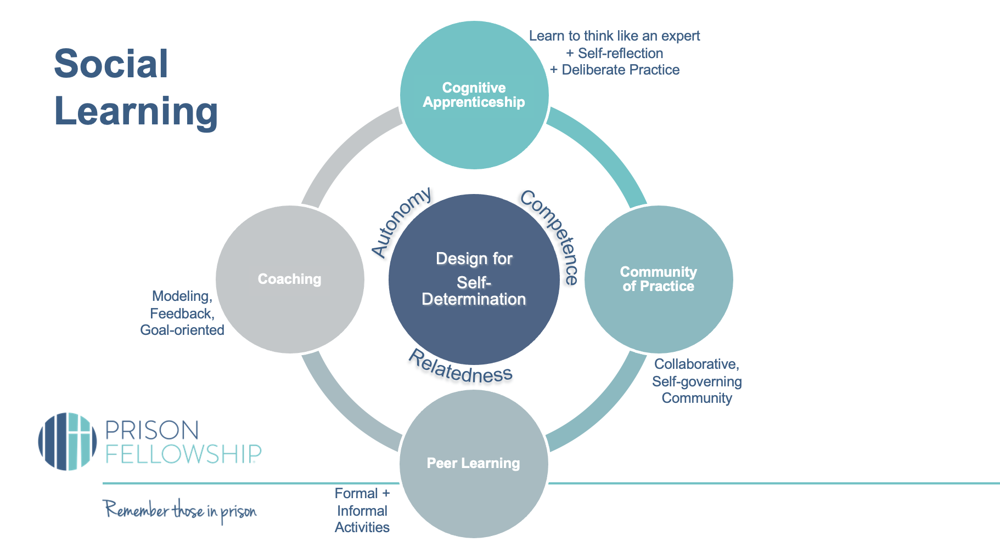 Social
Learning
Learn to think like an expert
+ Self-reflection
+ Deliberate Practice
Cognitive
Apprenticeship
Autonomy
Competence
Design for
Self-
Determination
Relatedness
Coaching
Modeling,
Feedback,
Goal-oriented
Community
of Practice
Collaborative,
Self-governing
Community
Peer Learning
Formal +
Informal
Activities
PRISON
FELLOWSHIP®
Remember those in prison